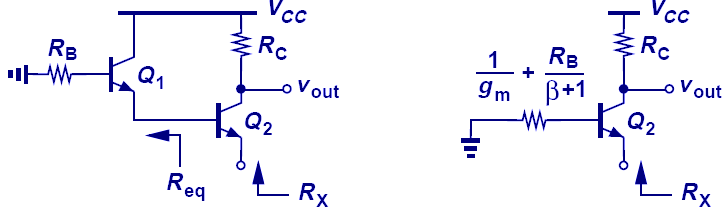 V_CC
R_B
R_C
Q_1
v_out
Q_2
R_eq
R_X
V_CC
R_C
1/g_m + R_B/(β+1)
v_out
Q_2
R_X